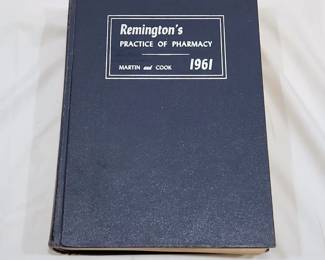 Remington's
PRACTICE OF PHARMACY
MARTIN and COOK 1961